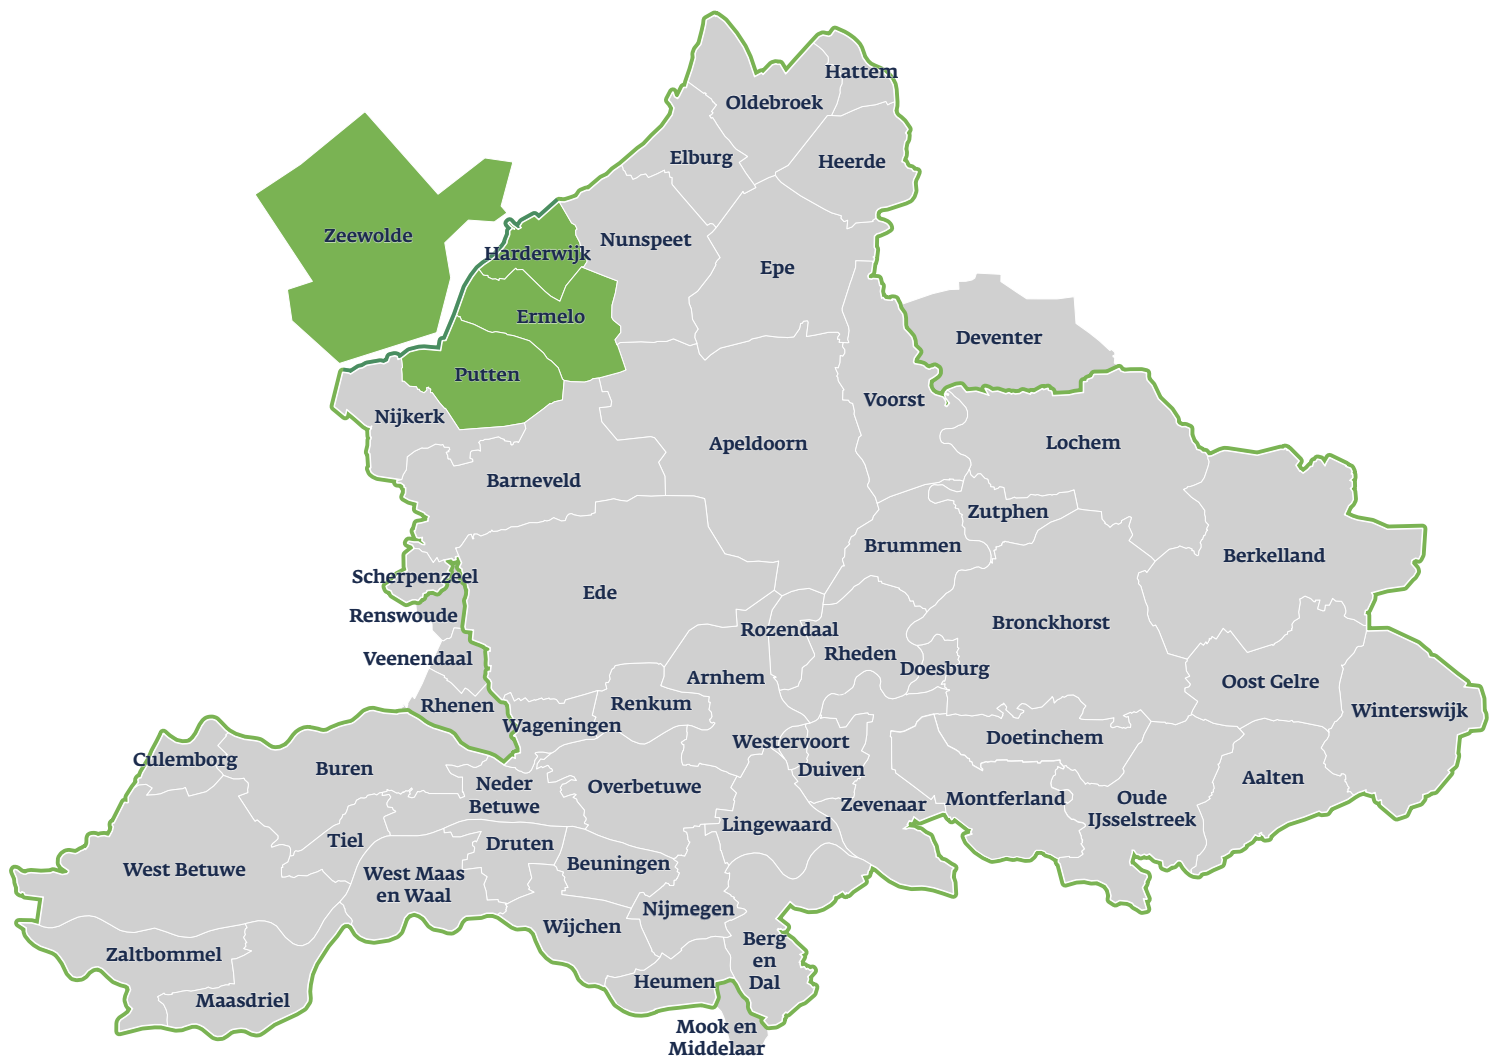 Hattem
Oldebroek
Elburg
Heerde
Zeewolde
Harderwijk
Nunspeet
Epe
Ermelo
Deventer
Putten
Voorst
Nijkerk
Apeldoorn
Lochem
Barneveld
Zutphen
Brummen
Berkelland
Scherpenzeel
Ede
Renswoude
Rozendaal
Bronckhorst
Veenendaal
Rheden
Doesburg
Arnhem
Oost Gelre
Rhenen
Renkum
Winterswijk
Wageningen
Westervoort
Doetinchem
Culemborg
Buren
Duiven
Aalten
Neder
Betuwe
Overbetuwe
Montferland
Oude
IJsselstreek
Zevenaar
Lingewaard
Tiel
Druten
West Betuwe
West Maas
en Waal
Beuningen
Nijmegen
Wijchen
Berg
en
Dal
Zaltbommel
Heumen
Maasdriel
Mook en
Middelaar